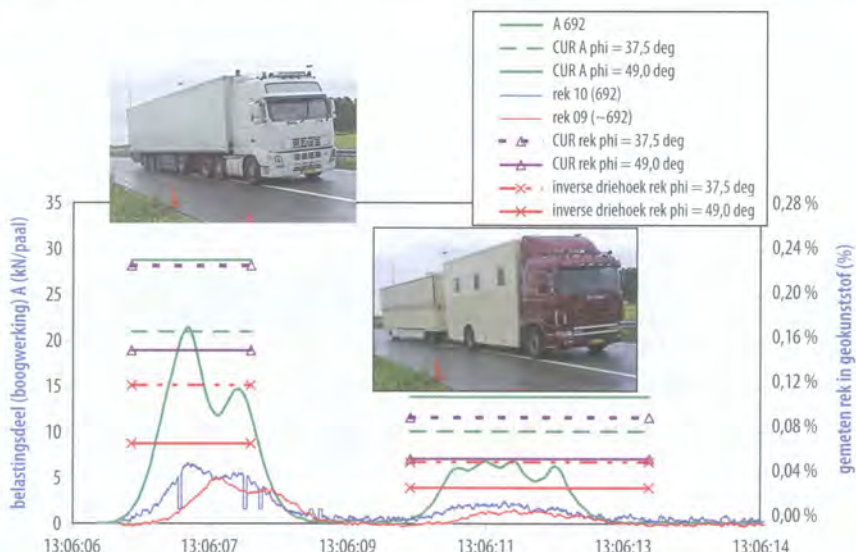 A 692
CUR A phi = 37,5 deg
CUR A phi = 49,0 deg
rek 10 (692)
rek 09 (~692)
CUR rek phi = 37,5 deg
CUR rek phi = 49,0 deg
inverse driehoek rek phi = 37,5 deg
inverse driehoek rek phi = 49,0 deg
belastingsdeel (boogwerking) A (kN/paal)
35
30
25
20
15
10
5
0
0,28 %
0,24 %
0,20 %
0,16 %
0,12 %
0,08 %
0,04 %
0,00 %
gemeten rek in geokunststof (%)
13:06:06
13:06:07
13:06:09
13:06:11
13:06:13
13:06:14